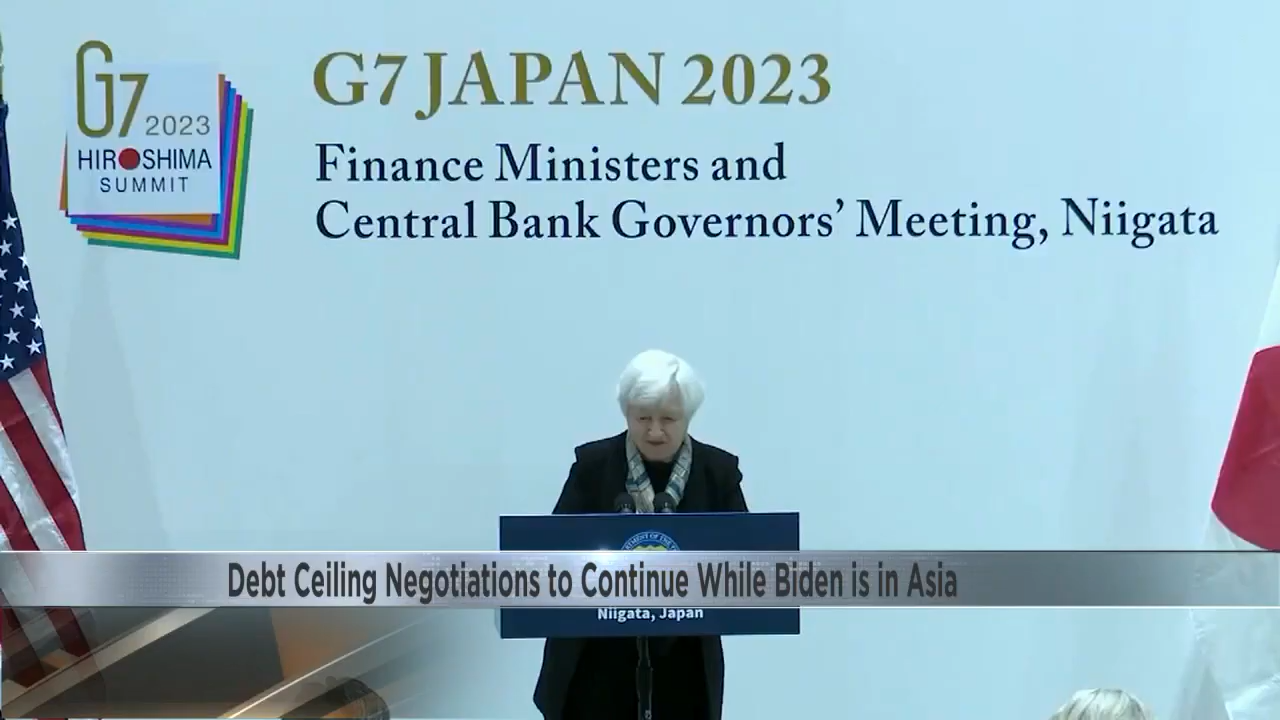 G7
2023
HIROSHIMA
SUMMIT
G7 JAPAN 2023
Finance Ministers and
Central Bank Governors' Meeting, Niigata
Debt Ceiling Negotiations to Continue While Biden is in Asia
Niigata, Japan